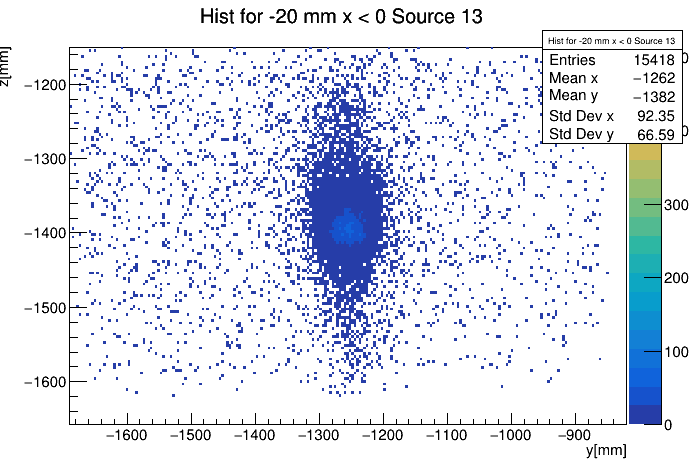 Hist for -20 mm x < 0 Source 13
Hist for -20 mm x < 0 Source 13
Entries 15418
Mean x −1262
Mean y −1382
Std Dev x 92.35
Std Dev y 66.59
z[mm]
−1200
−1300
−1400
−1500
−1600
300
200
100
0
−1600 −1500 −1400 −1300 −1200 −1100 −1000 −900
y[mm]